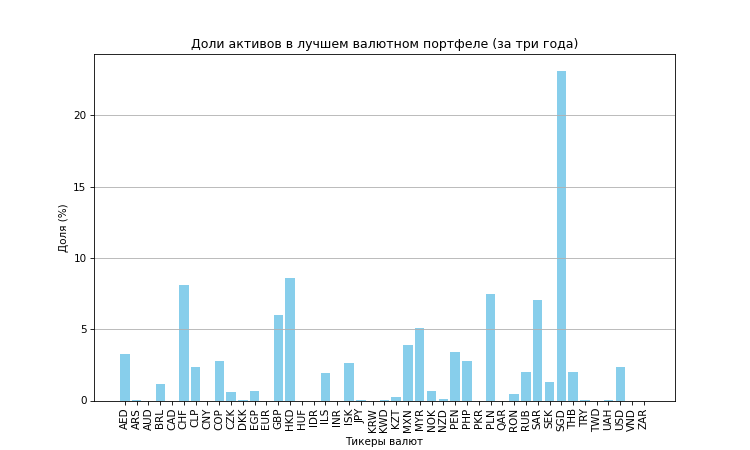 Доли активов в лучшем валютном портфеле (за три года)
Доля (%)
20
15
10
5
0
AED ARS AUD BRL CAD CHF CLP CNY COP CZK DKK EGP EUR GBP HKD HUF IDR ILS INR ISK JPY KRW KWD KZT MXN MYR NOK NZD PEN PHP PKR PLN QAR RON RUB SAR SEK SGD THB TRY TWD UAH USD VND ZAR
Тикеры валют